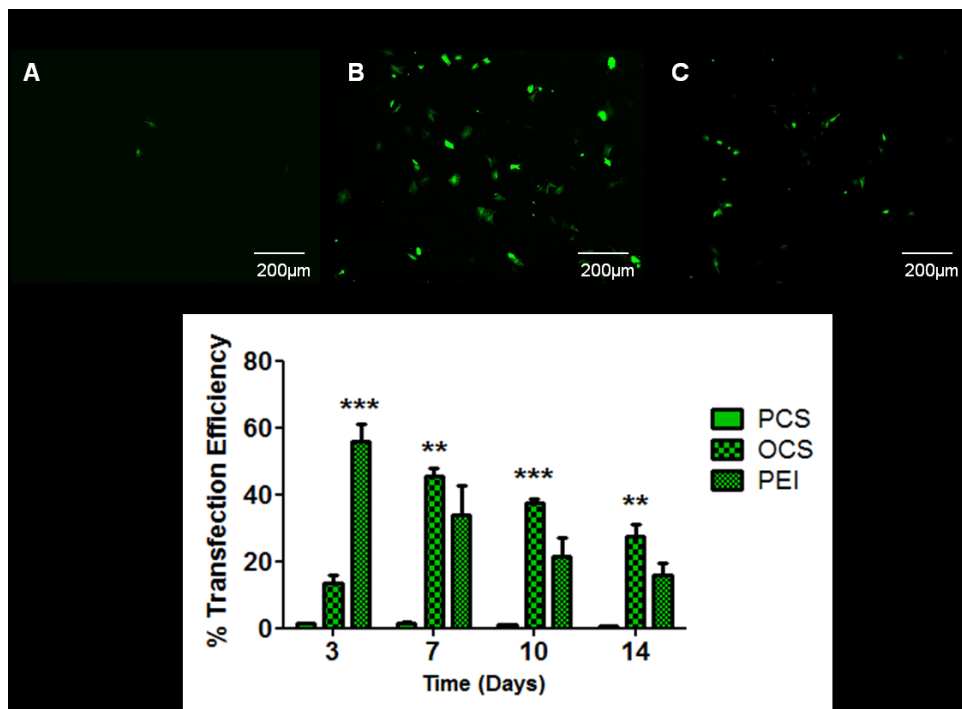 A
B
C
200µm
200µm
200µm
% Transfection Efficiency
80
60
40
20
0
***
**
***
**
PCS
OCS
PEI
3
7
10
14
Time (Days)